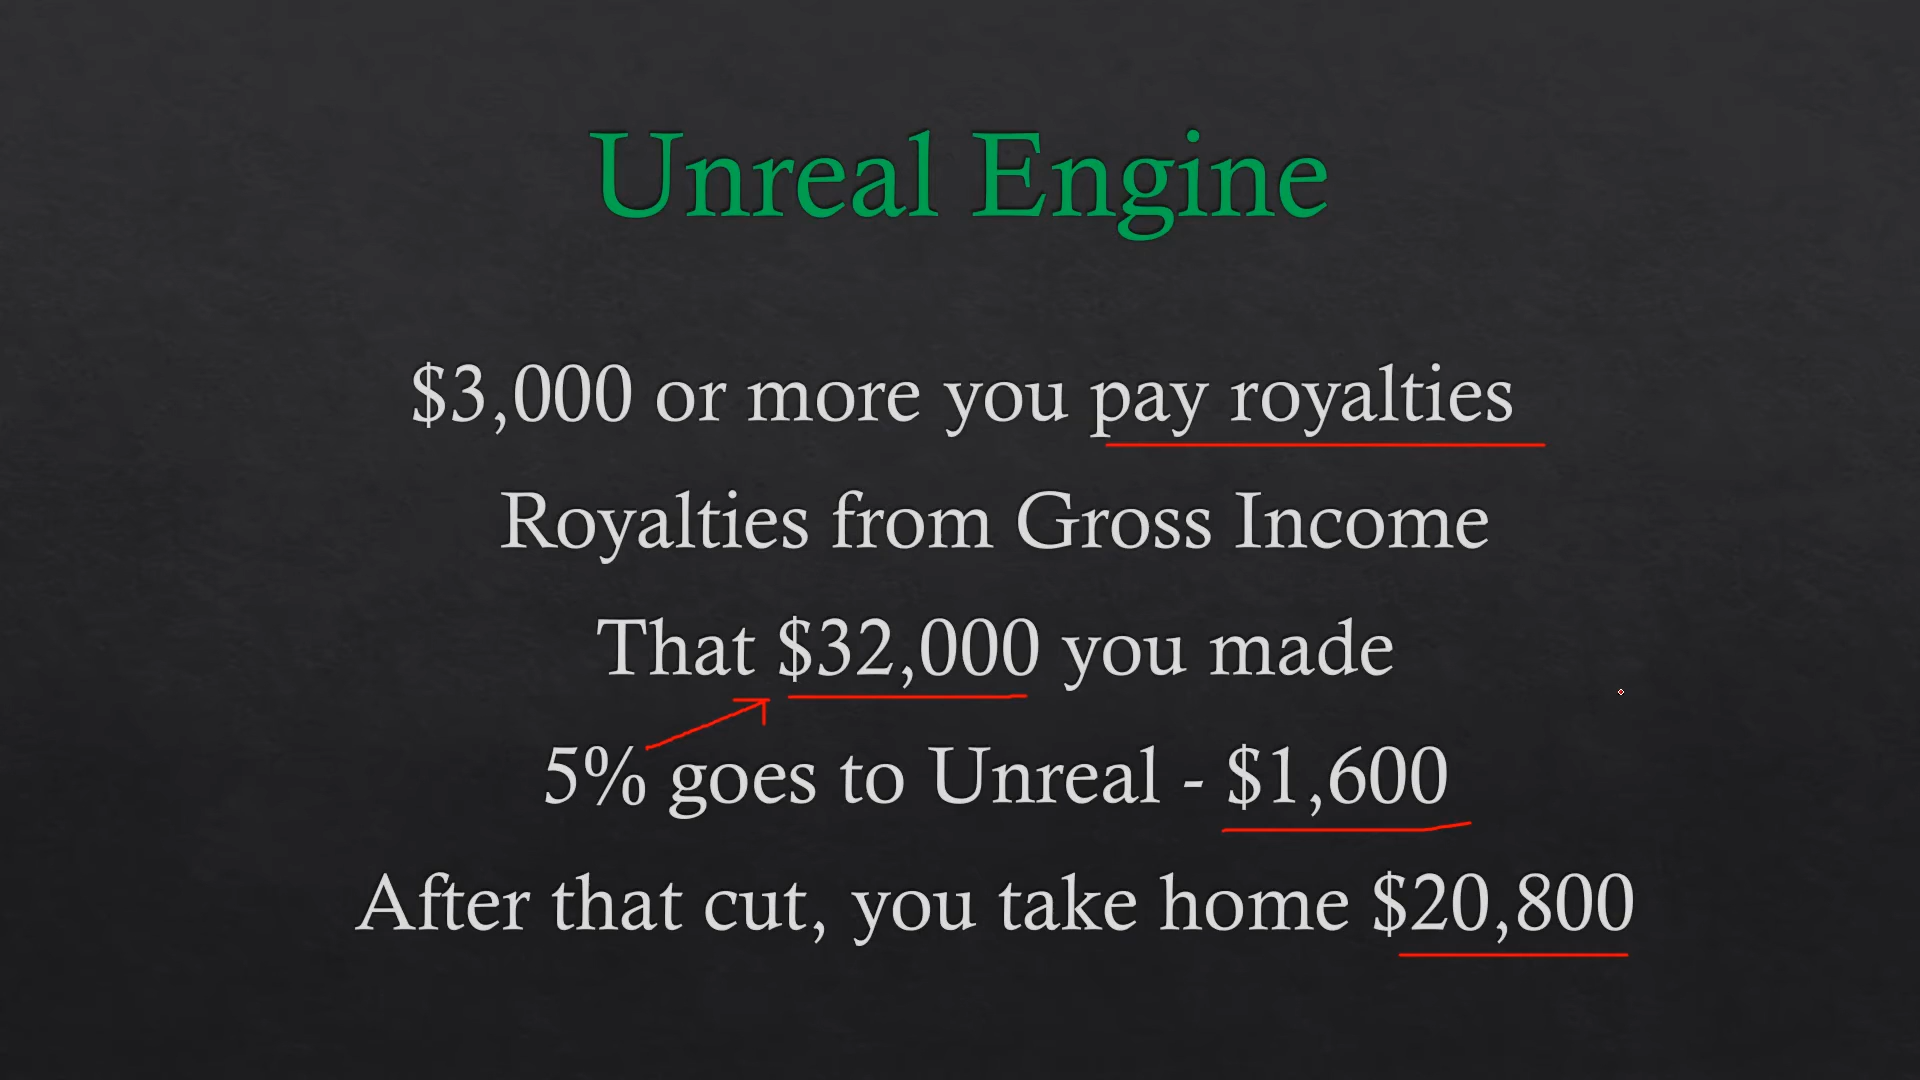 Unreal Engine
$3,000 or more you pay royalties
Royalties from Gross Income
That $32,000 you made
5% goes to Unreal - $1,600
After that cut, you take home $20,800